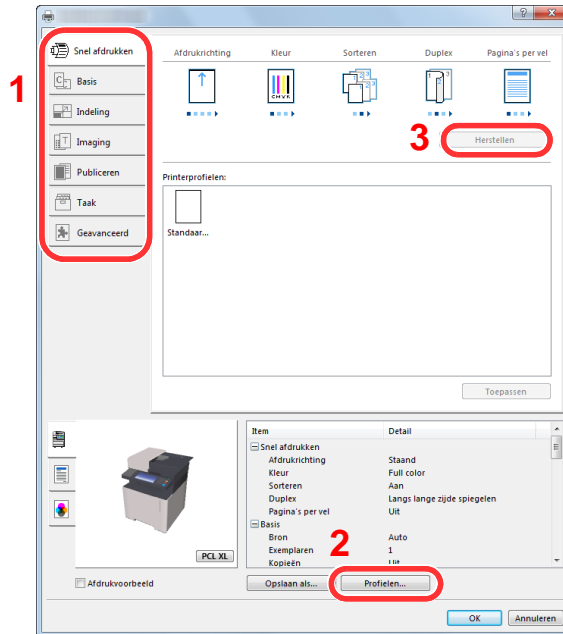 1
Snel afdrukken
Basis
Indeling
Imaging
Publiceren
Taak
Geavanceerd
Afdrukrichting Kleur Sorteren Duplex Pagina's per vel
CMYK
3
Herstellen
Printerprofielen:
Standaar...
Toepassen
Item Detail
Snel afdrukken
Afdrukrichting Staand
Kleur Full color
Sorteren Aan
Duplex Langs lange zijde spiegelen
Pagina's per vel Uit
Basis
Bron Auto
Exemplaren 1
Kopieën Uit
PCL XL
2
Afdrukvoorbeeld
Opslaan als...
Profielen...
OK
Annuleren